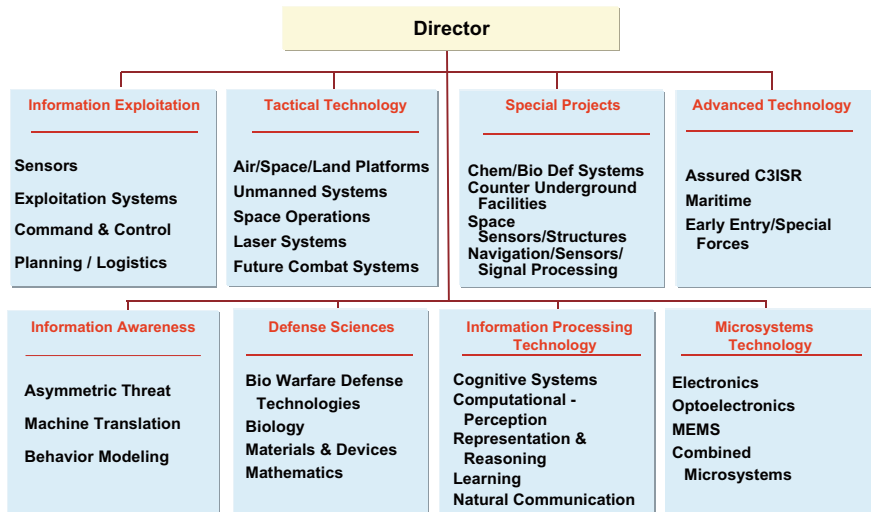 Director
Information Exploitation
Sensors
Exploitation Systems
Command & Control
Planning / Logistics
Tactical Technology
Air/Space/Land Platforms
Unmanned Systems
Space Operations
Laser Systems
Future Combat Systems
Special Projects
Chem/Bio Def Systems
Counter Underground
Facilities
Space
Sensors/Structures
Navigation/Sensors/
Signal Processing
Advanced Technology
Assured C3ISR
Maritime
Early Entry/Special
Forces
Information Awareness
Asymmetric Threat
Machine Translation
Behavior Modeling
Defense Sciences
Bio Warfare Defense
Technologies
Biology
Materials & Devices
Mathematics
Information Processing
Technology
Cognitive Systems
Computational -
Perception
Representation &
Reasoning
Learning
Natural Communication
Microsystems
Technology
Electronics
Optoelectronics
MEMS
Combined
Microsystems